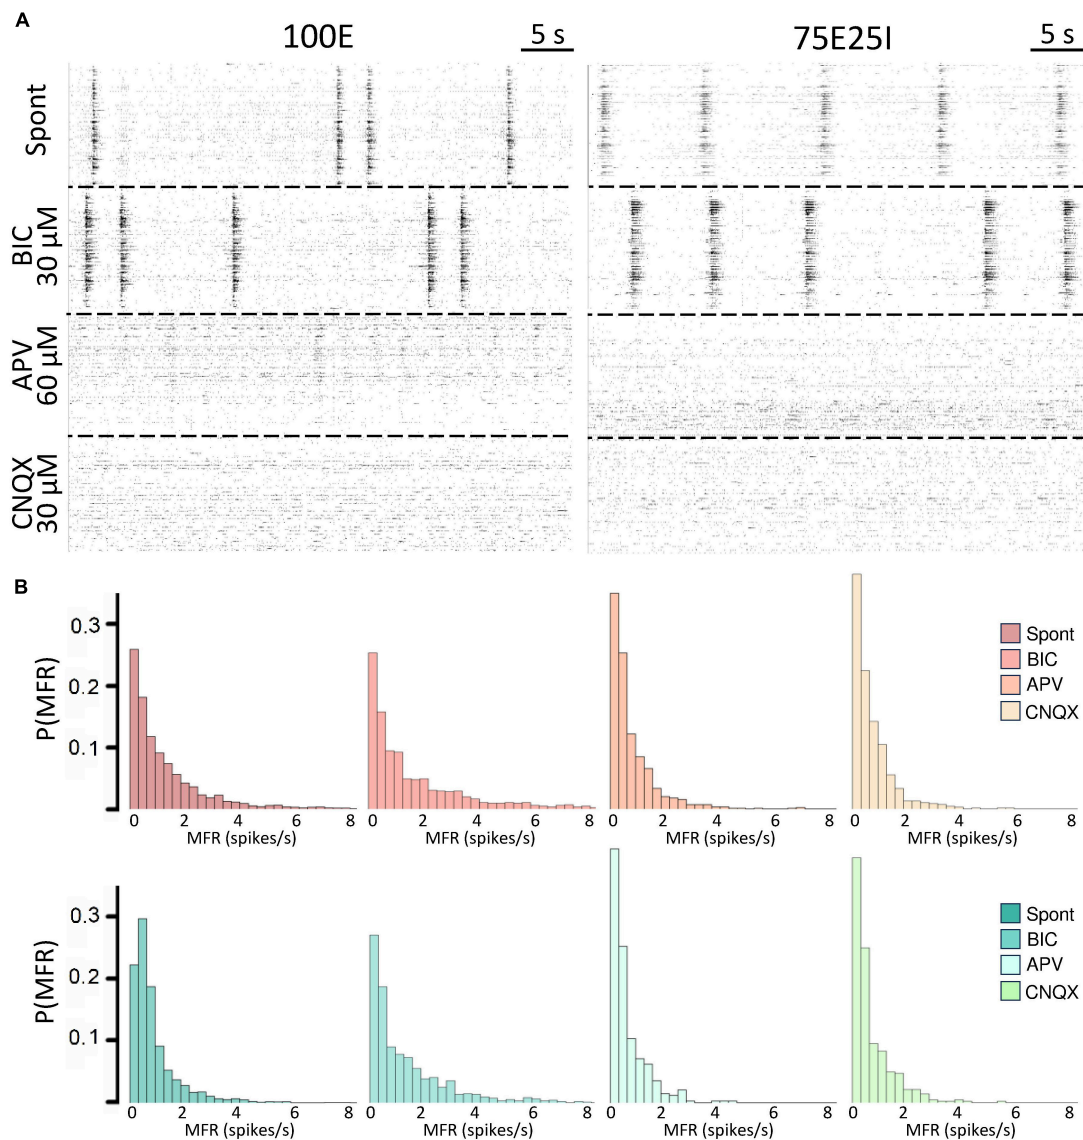 A
100E
5 s
75E25I
5 s
Spont
BIC
30 µM
APV
60 µM
CNQX
30 µM
B
P(MFR)
0.3
0.2
0.1
0 2 4 6 8
MFR (spikes/s)
0 2 4 6 8
MFR (spikes/s)
0 2 4 6 8
MFR (spikes/s)
0 2 4 6 8
MFR (spikes/s)
Spont
BIC
APV
CNQX
P(MFR)
0.3
0.2
0.1
0 2 4 6 8
MFR (spikes/s)
0 2 4 6 8
MFR (spikes/s)
0 2 4 6 8
MFR (spikes/s)
0 2 4 6 8
MFR (spikes/s)
Spont
BIC
APV
CNQX